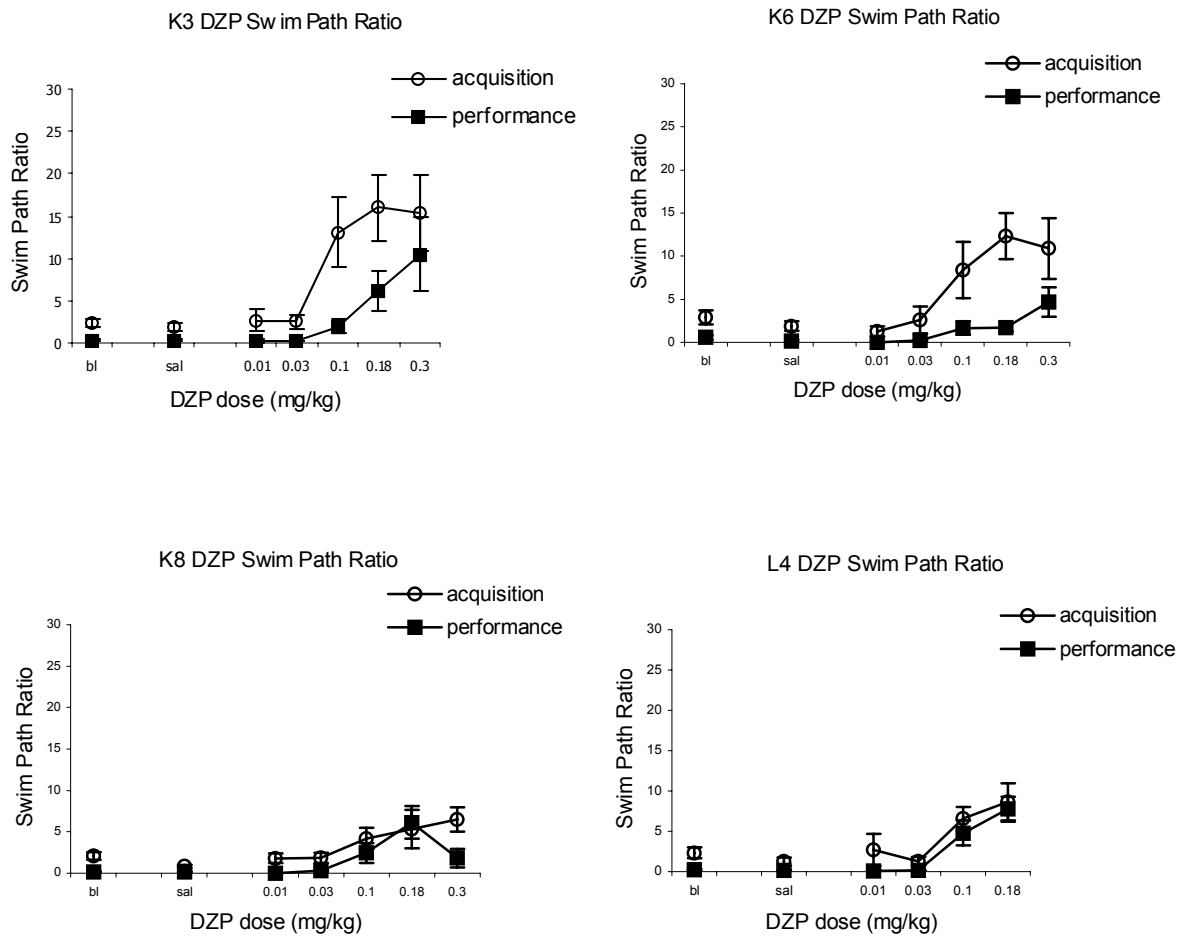 K3 DZP Swim Path Ratio
acquisition
performance
30
25
20
15
10
5
0
Swim Path Ratio
bl sal 0.01 0.03 0.1 0.18 0.3
DZP dose (mg/kg)
K6 DZP Swim Path Ratio
acquisition
performance
30
25
20
15
10
5
0
Swim Path Ratio
bl sal 0.01 0.03 0.1 0.18 0.3
DZP dose (mg/kg)
K8 DZP Swim Path Ratio
acquisition
performance
30
25
20
15
10
5
0
Swim Path Ratio
bl sal 0.01 0.03 0.1 0.18 0.3
DZP dose (mg/kg)
L4 DZP Swim Path Ratio
acquisition
performance
30
25
20
15
10
5
0
Swim Path Ratio
bl sal 0.01 0.03 0.1 0.18
DZP dose (mg/kg)